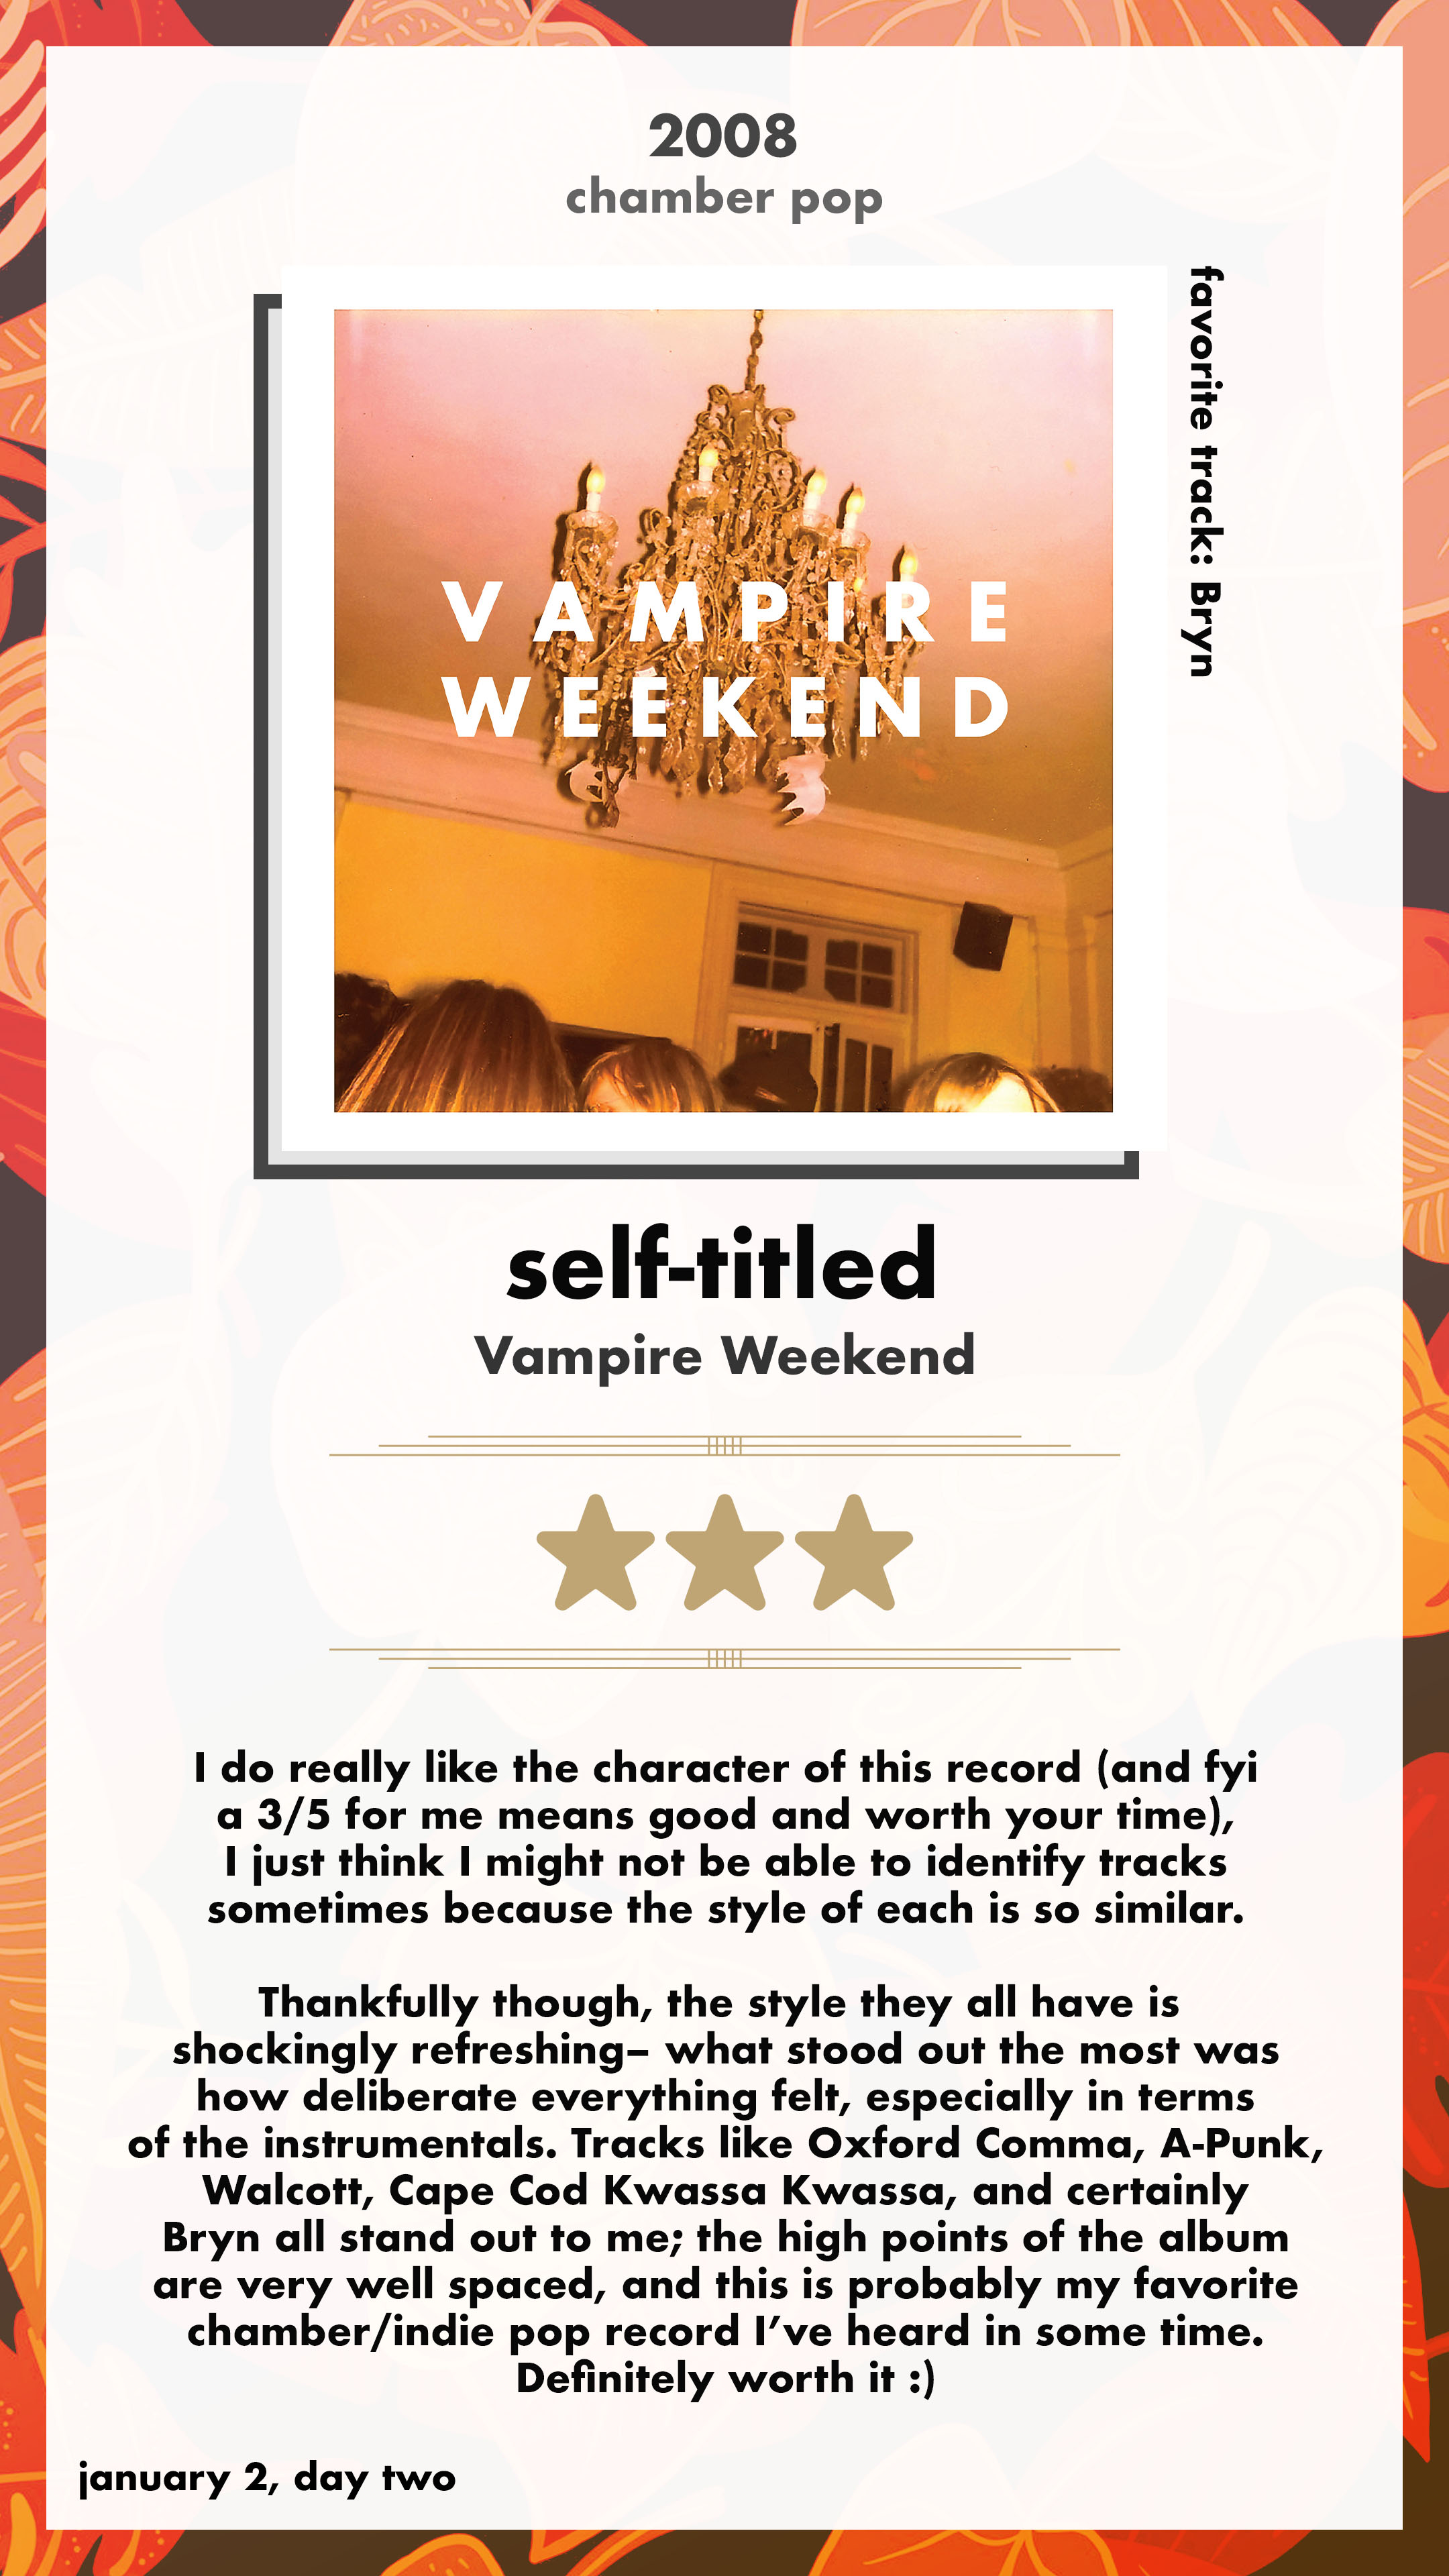 2008
chamber pop
favorite track: Bryn
VAMPIRE
WEEKEND
self-titled
Vampire Weekend
I do really like the character of this record (and fyi
a 3/5 for me means good and worth your time),
I just think I might not be able to identify tracks
sometimes because the style of each is so similar.
Thankfully though, the style they all have is
shockingly refreshing– what stood out the most was
how deliberate everything felt, especially in terms
of the instrumentals. Tracks like Oxford Comma, A-Punk,
Walcott, Cape Cod Kwassa Kwassa, and certainly
Bryn all stand out to me; the high points of the album
are very well spaced, and this is probably my favorite
chamber/indie pop record I’ve heard in some time.
Definitely worth it :)
january 2, day two